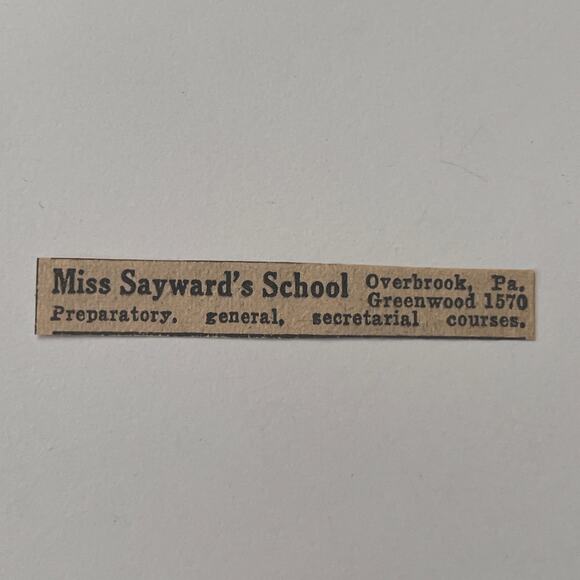 Miss Sayward's School Overbrook, Pa.
Greenwood 1570
Preparatory. general, secretarial courses.